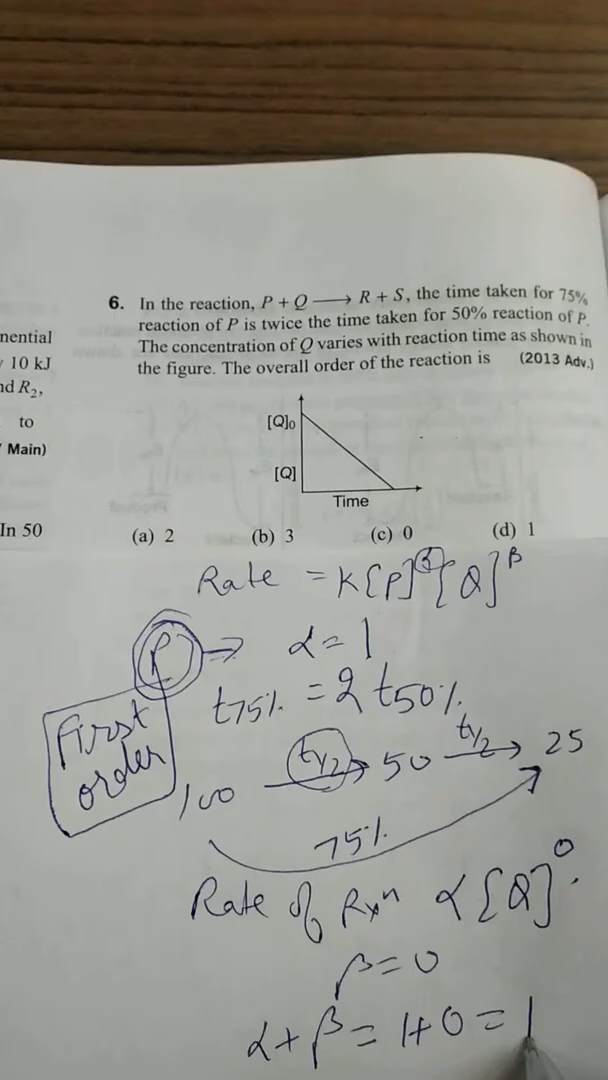 nential
10 kJ
nd R₂,
to
Main)
In 50
6. In the reaction, P + Q ⟶ R + S, the time taken for 75%
reaction of P is twice the time taken for 50% reaction of P.
The concentration of Q varies with reaction time as shown in
the figure. The overall order of the reaction is (2013 Adv.)
[Q]₀
[Q]
Time
(a) 2 (b) 3 (c) 0 (d) 1
Rate = K[P]^α[Q]^β
P → α = 1
First order
t75% = 2 t50%
100 → t1/2 → 50 → t1/2 → 25
75%
Rate of Rxⁿ α [Q]⁰.
β = 0
α + β = 1 + 0 = 1